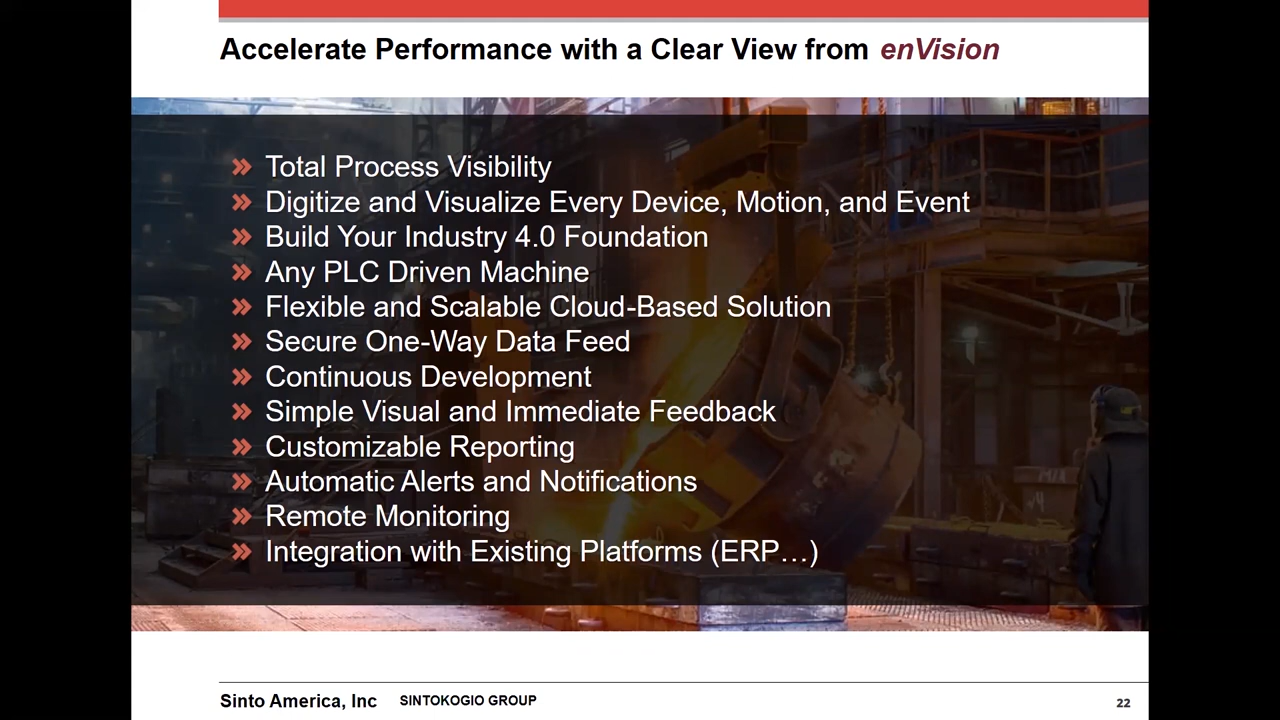 Accelerate Performance with a Clear View from enVision
Total Process Visibility
Digitize and Visualize Every Device, Motion, and Event
Build Your Industry 4.0 Foundation
Any PLC Driven Machine
Flexible and Scalable Cloud-Based Solution
Secure One-Way Data Feed
Continuous Development
Simple Visual and Immediate Feedback
Customizable Reporting
Automatic Alerts and Notifications
Remote Monitoring
Integration with Existing Platforms (ERP…)
Sinto America, Inc SINTOKOGIO GROUP 22